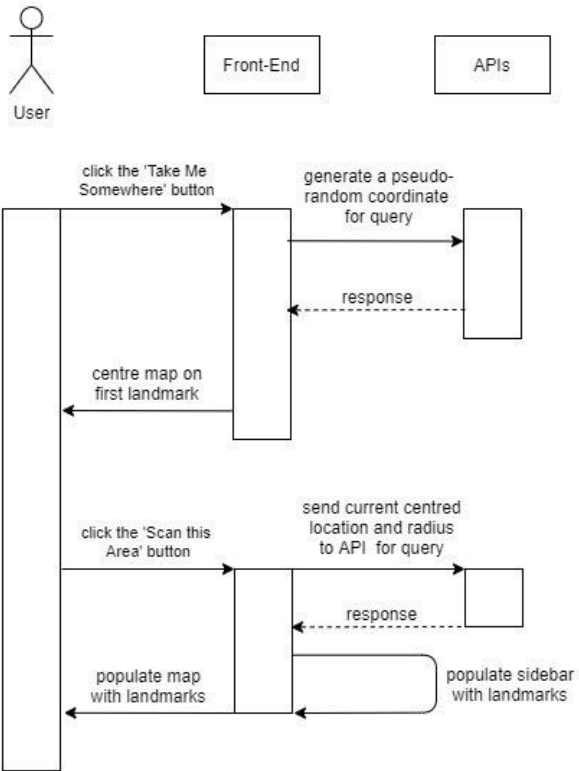 User
Front-End
APIs
click the 'Take Me
Somewhere' button
generate a pseudo-
random coordinate
for query
response
centre map on
first landmark
click the 'Scan this
Area' button
send current centred
location and radius
to API for query
response
populate map
with landmarks
populate sidebar
with landmarks